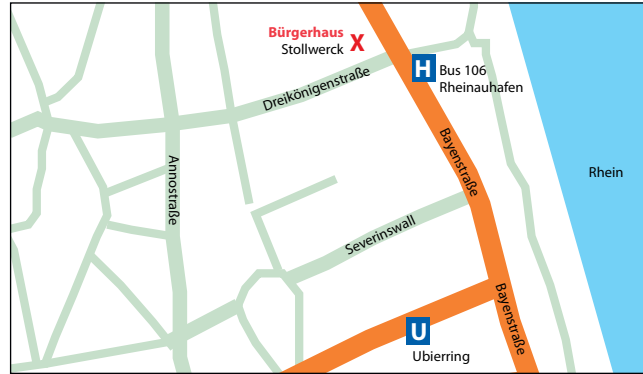 Bürgerhaus
Stollwerck
X
H
Bus 106
Rheinauhafen
Dreikönigenstraße
Annostraße
Bayenstraße
Rhein
Severinswall
Bayenstraße
U
Ubierring